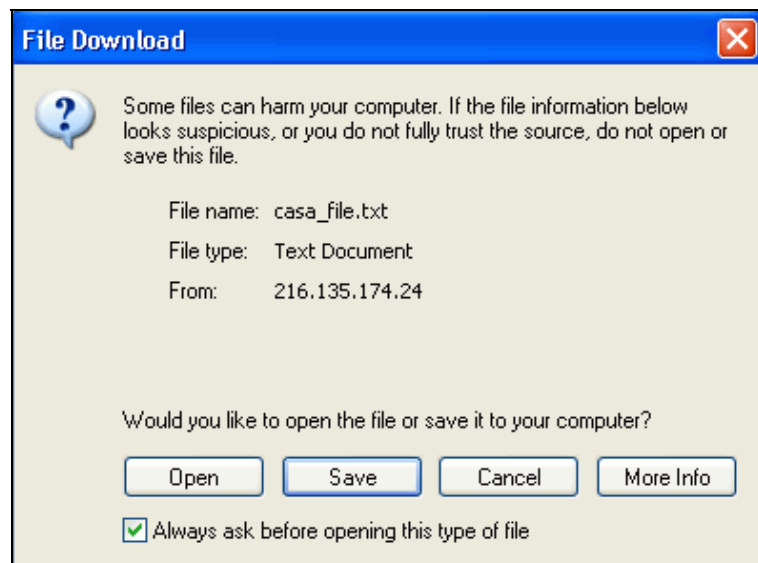 File Download
Some files can harm your computer. If the file information below
looks suspicious, or you do not fully trust the source, do not open or
save this file.
File name: casa_file.txt
File type: Text Document
From: 216.135.174.24
Would you like to open the file or save it to your computer?
Open Save Cancel More Info
Always ask before opening this type of file